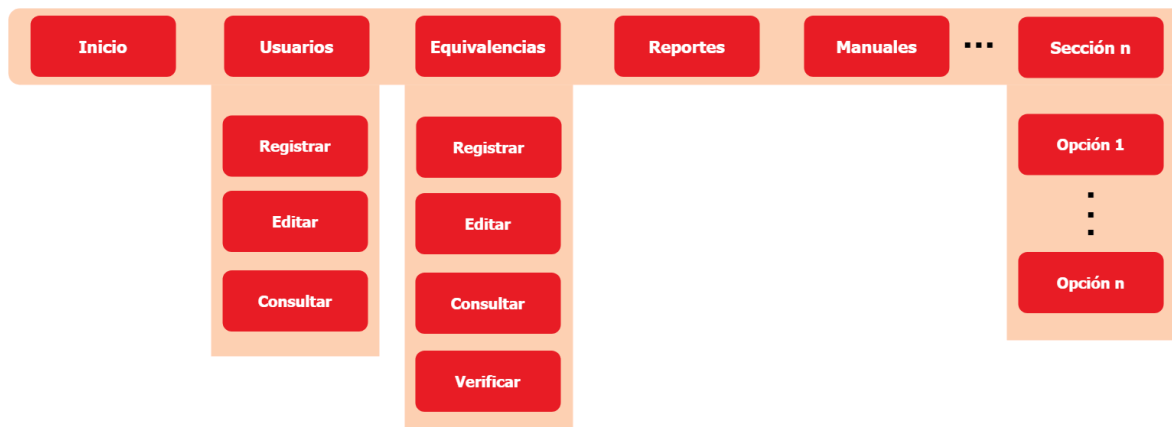 Inicio
Usuarios
Equivalencias
Reportes
Manuales
...
Sección n
Registrar
Editar
Consultar
Registrar
Editar
Consultar
Verificar
Opción 1
...
Opción n